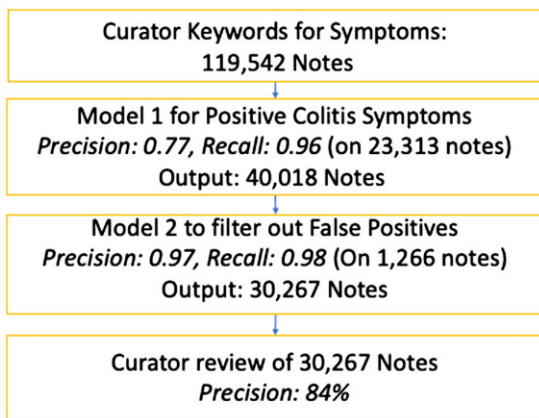 Curator Keywords for Symptoms:
119,542 Notes
Model 1 for Positive Colitis Symptoms
Precision: 0.77, Recall: 0.96 (on 23,313 notes)
Output: 40,018 Notes
Model 2 to filter out False Positives
Precision: 0.97, Recall: 0.98 (On 1,266 notes)
Output: 30,267 Notes
Curator review of 30,267 Notes
Precision: 84%